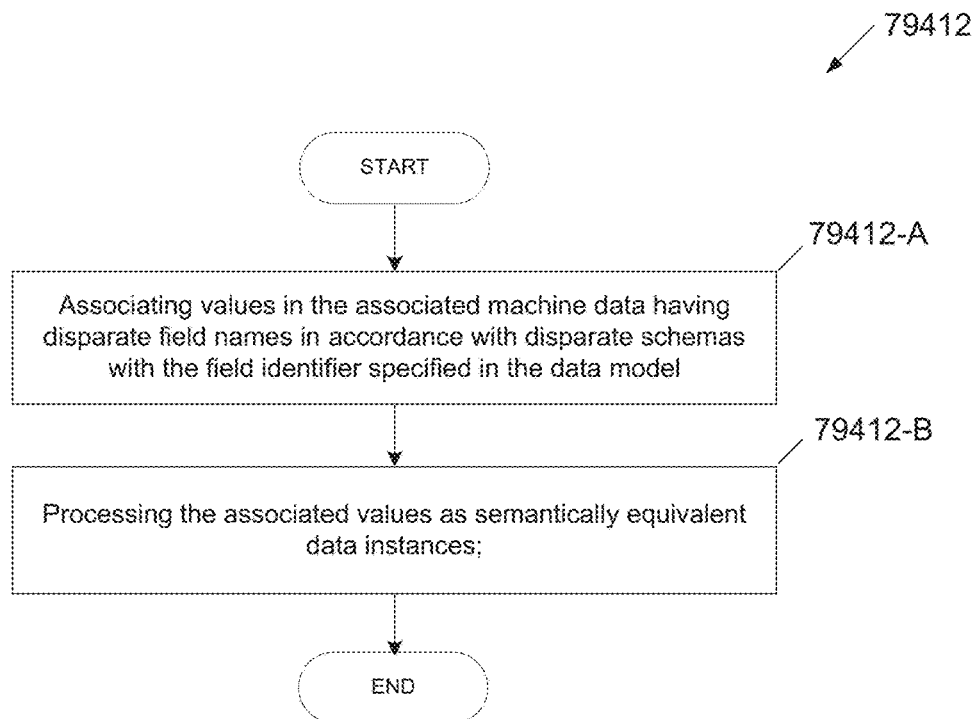 79412
START
79412-A
Associating values in the associated machine data having
disparate field names in accordance with disparate schemas
with the field identifier specified in the data model
79412-B
Processing the associated values as semantically equivalent
data instances;
END